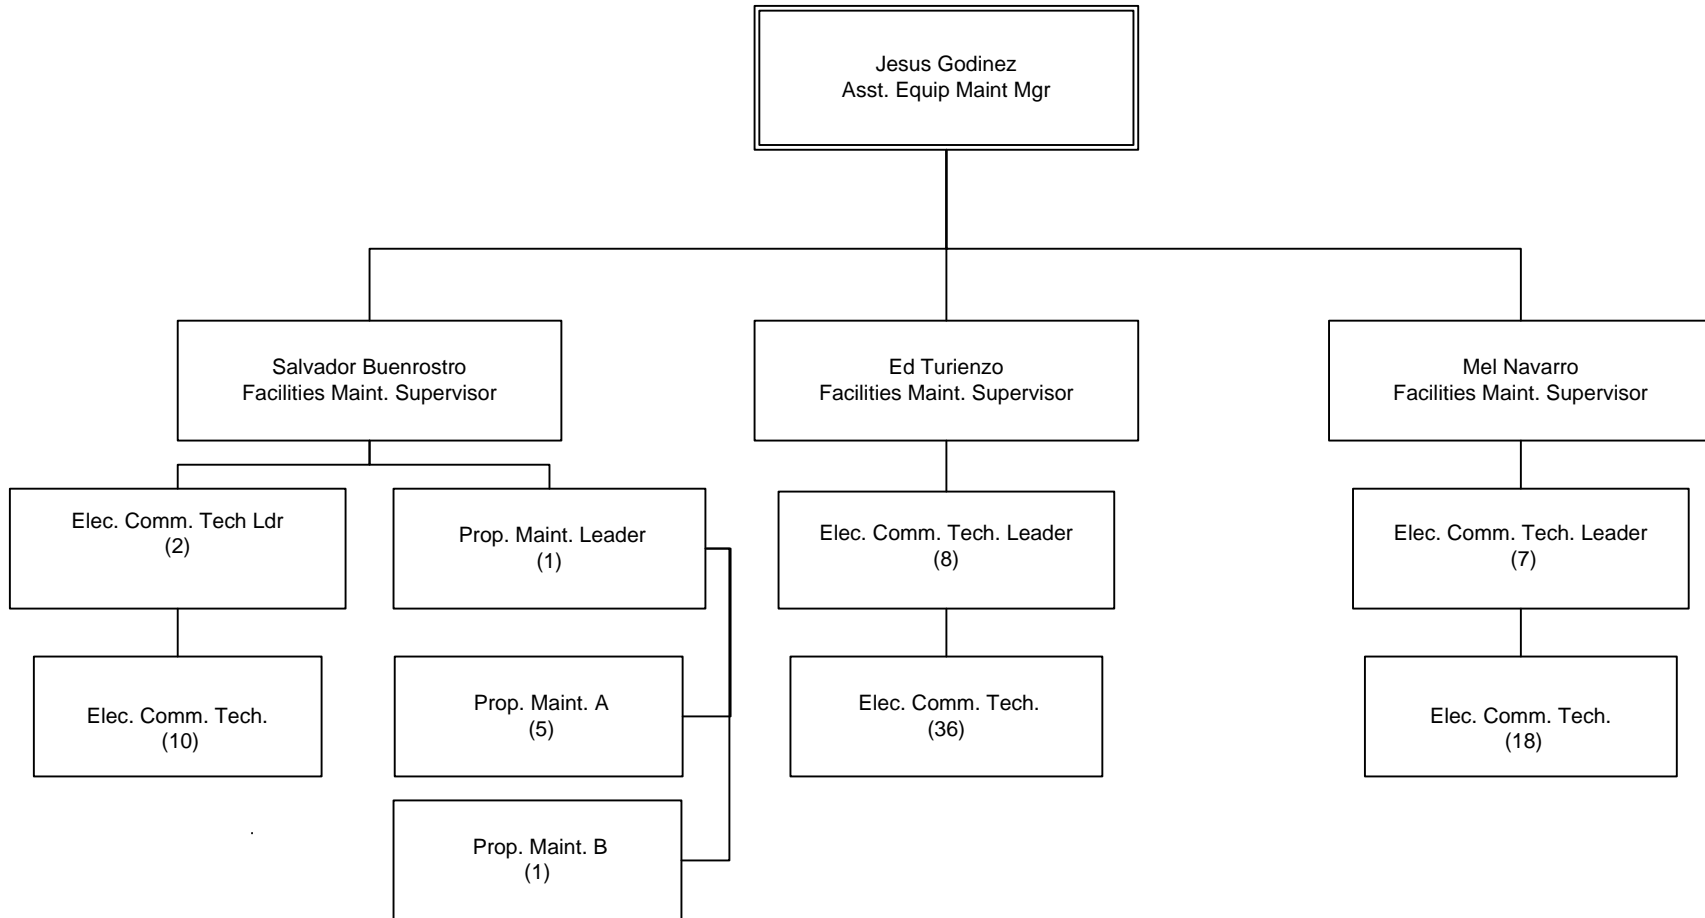 Jesus Godinez
Asst. Equip Maint Mgr
Salvador Buenrostro
Facilities Maint. Supervisor
Ed Turienzo
Facilities Maint. Supervisor
Mel Navarro
Facilities Maint. Supervisor
Elec. Comm. Tech Ldr
(2)
Prop. Maint. Leader
(1)
Elec. Comm. Tech. Leader
(8)
Elec. Comm. Tech. Leader
(7)
Elec. Comm. Tech.
(10)
Prop. Maint. A
(5)
Elec. Comm. Tech.
(36)
Elec. Comm. Tech.
(18)
Prop. Maint. B
(1)